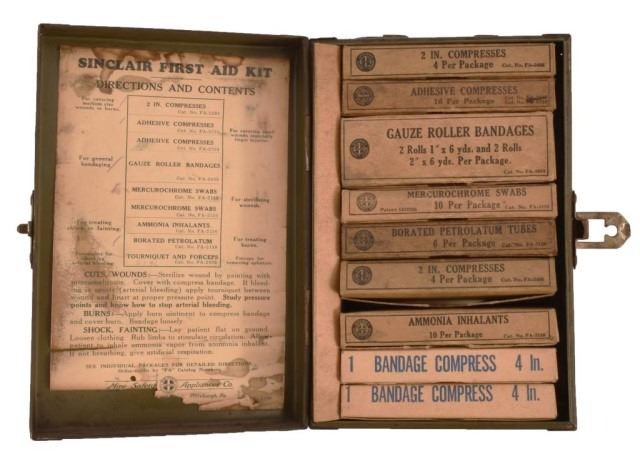 SINCLAIR FIRST AID KIT
DIRECTIONS AND CONTENTS
2 IN. COMPRESSES
ADHESIVE COMPRESSES
ADHESIVE COMPRESSES
GAUZE ROLLER BANDAGES
MERCUROCHROME SWABS
MERCUROCHROME SWABS
AMMONIA INHALANTS
BORATED PETROLATUM
TOURNIQUET AND FORCEPS
For general
bandaging
For sterilizing
wounds.
For treating
burns.
For treating
shock or fainting.
CUTS, WOUNDS:—Sterilize wound by painting with
mercurochrome. Cover with compress bandage. If bleed-
ing is (arterial bleeding) apply tourniquet between
wound and heart at proper pressure point. Study pressure
points and know how to stop arterial bleeding.
BURNS:—Apply burn ointment to compress bandage
and cover burn. Bandage loosely.
SHOCK, FAINTING:—Lay patient flat on ground.
Loosen clothing. Rub limbs to stimulate circulation. Allow
patient to inhale ammonia vapor from ammonia inhaler.
If not breathing, give artificial respiration.
SEE INDIVIDUAL PACKAGES FOR DETAILED DIRECTIONS.
Mine Safety Appliances Co.
Pittsburgh, Pa.
2 IN. COMPRESSES
4 Per Package
ADHESIVE COMPRESSES
16 Per Package
GAUZE ROLLER BANDAGES
2 Rolls 1" x 6 yds. and 2 Rolls
2" x 6 yds. Per Package.
MERCUROCHROME SWABS
10 Per Package
BORATED PETROLATUM TUBES
6 Per Package
2 IN. COMPRESSES
4 Per Package
AMMONIA INHALANTS
10 Per Package
1 BANDAGE COMPRESS 4 In.
1 BANDAGE COMPRESS 4 In.